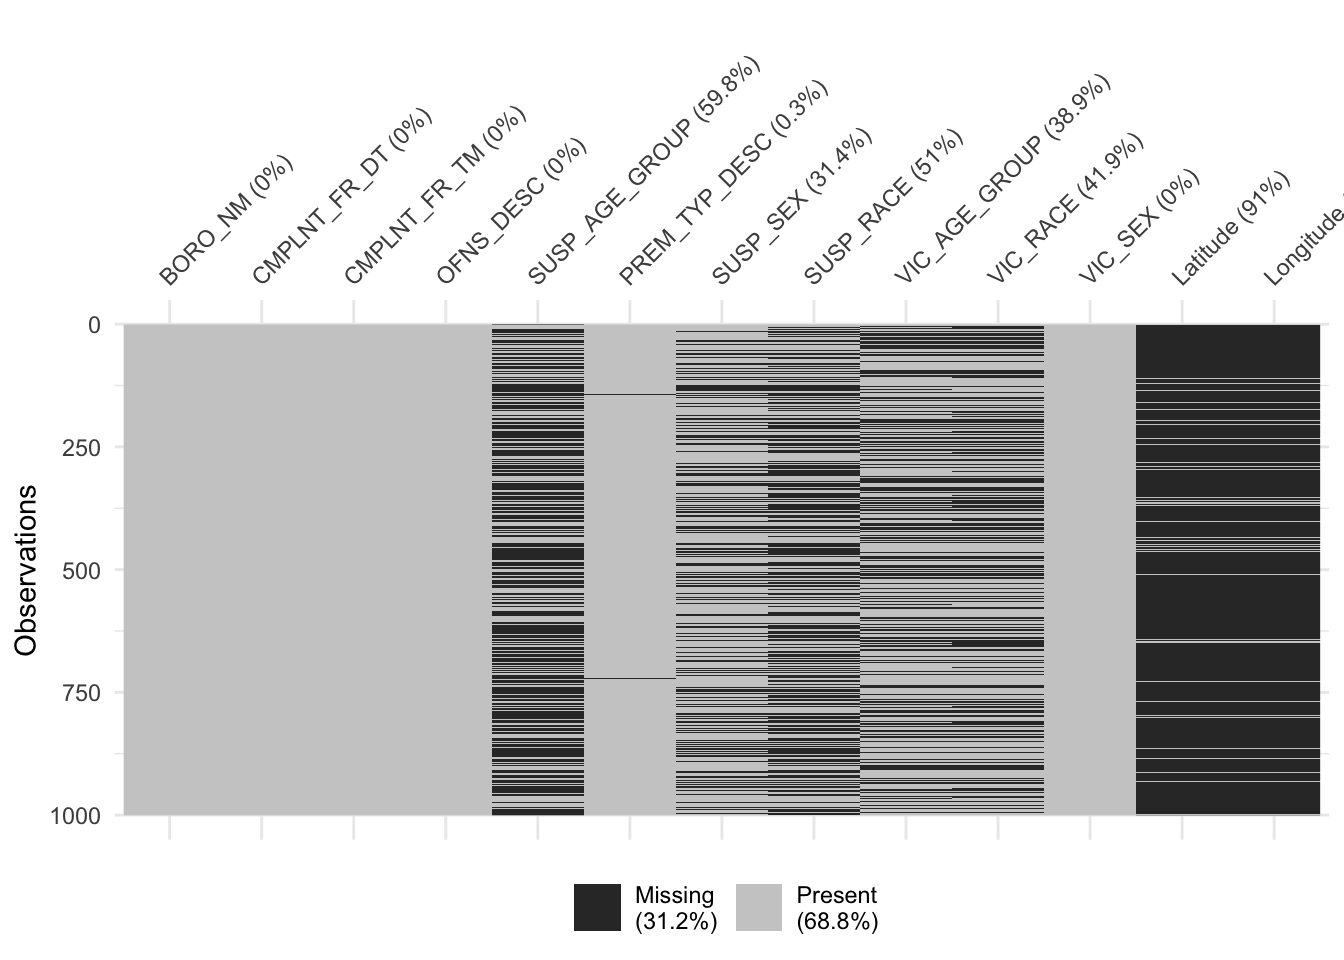 BORO_NM (0%)
CMPLNT_FR_DT (0%)
CMPLNT_FR_TM (0%)
OFNS_DESC (0%)
SUSP_AGE_GROUP (59.8%)
PREM_TYP_DESC (0.3%)
SUSP_SEX (31.4%)
SUSP_RACE (51%)
VIC_AGE_GROUP (38.9%)
VIC_RACE (41.9%)
VIC_SEX (0%)
Latitude (91%)
Longitude
0
250
500
750
1000
Observations
Missing
(31.2%)
Present
(68.8%)